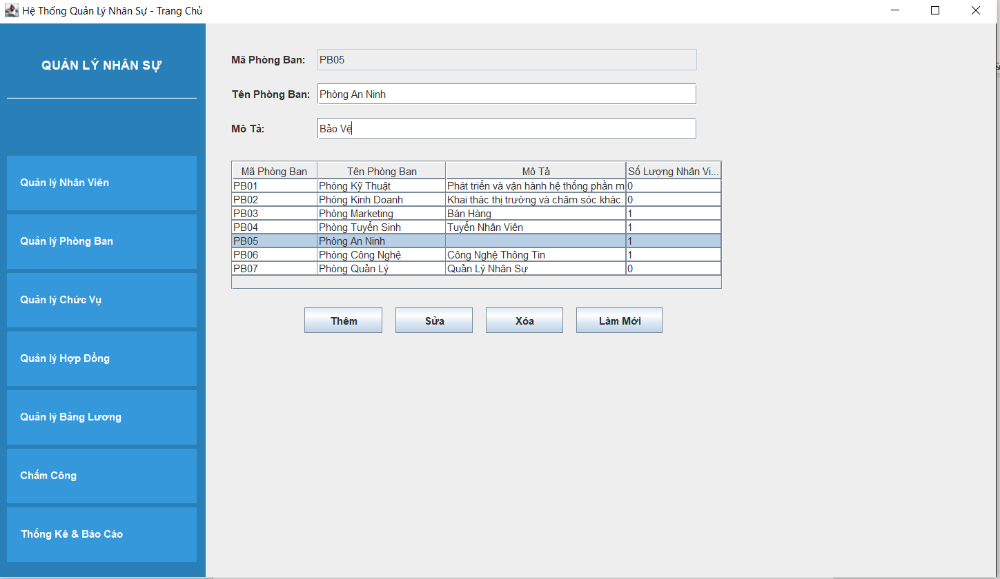 Hệ Thống Quản Lý Nhân Sự - Trang Chủ
QUẢN LÝ NHÂN SỰ
Quản lý Nhân Viên
Quản lý Phòng Ban
Quản lý Chức Vụ
Quản lý Hợp Đồng
Quản lý Bảng Lương
Chấm Công
Thống Kê & Báo Cáo
Mã Phòng Ban: PB05
Tên Phòng Ban: Phòng An Ninh
Mô Tả: Bảo Vệ
Mã Phòng Ban Tên Phòng Ban Mô Tả Số Lượng Nhân Vi...
PB01 Phòng Kỹ Thuật Phát triển và vận hành hệ thống phần m 0
PB02 Phòng Kinh Doanh Khai thác thị trường và chăm sóc khác... 0
PB03 Phòng Marketing Bán Hàng 1
PB04 Phòng Tuyển Sinh Tuyển Nhân Viên 1
PB05 Phòng An Ninh 1
PB06 Phòng Công Nghệ Công Nghệ Thông Tin 1
PB07 Phòng Quản Lý Quản Lý Nhân Sự 0
Thêm Sửa Xóa Làm Mới